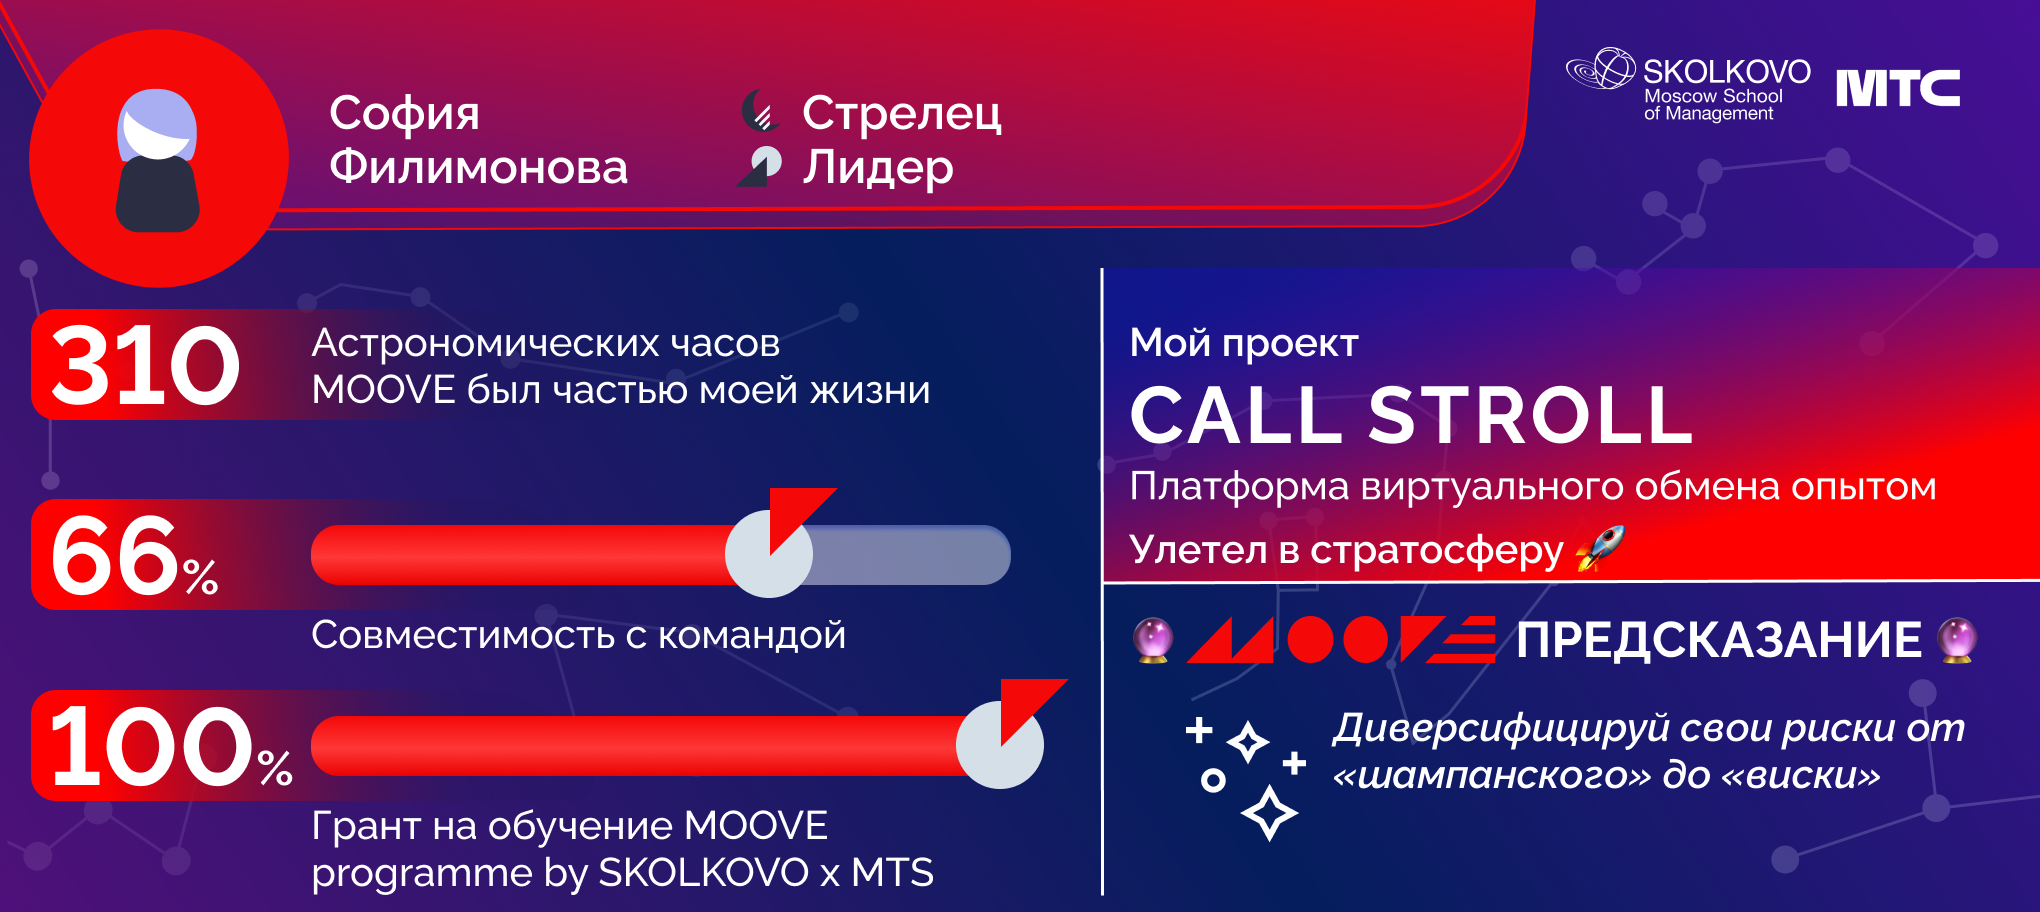 София
Филимонова
Стрелец
Лидер
SKOLKOVO
Moscow School
of Management
МТС
310
Астрономических часов
MOOVE был частью моей жизни
66%
Совместимость с командой
100%
Грант на обучение MOOVE
programme by SKOLKOVO x MTS
Мой проект
CALL STROLL
Платформа виртуального обмена опытом
Улетел в стратосферу 🚀
🔮 MOOVE ПРЕДСКАЗАНИЕ 🔮
Диверсифицируй свои риски от
«шампанского» до «виски»